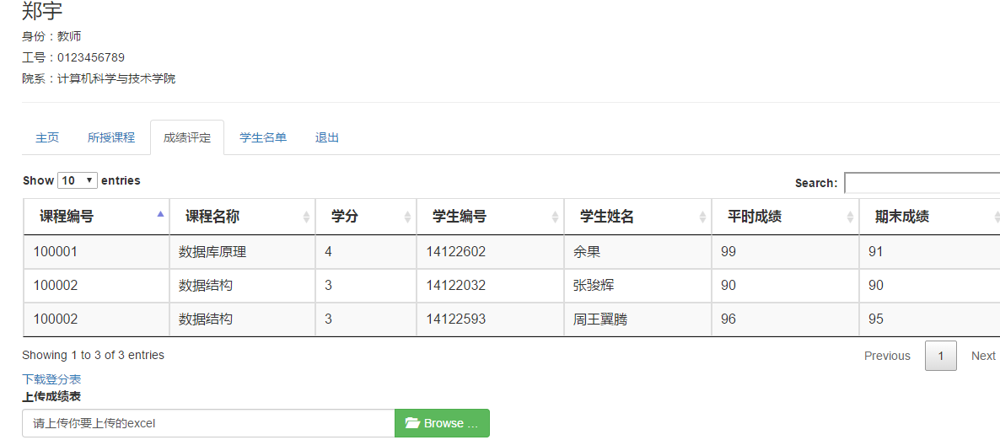 郑宇
身份：教师
工号：0123456789
院系：计算机科学与技术学院
主页 所授课程 成绩评定 学生名单 退出
Show 10 entries Search:
课程编号 课程名称 学分 学生编号 学生姓名 平时成绩 期末成绩
100001 数据库原理 4 14122602 余果 99 91
100002 数据结构 3 14122032 张骏辉 90 90
100002 数据结构 3 14122593 周王翼腾 96 95
Showing 1 to 3 of 3 entries Previous 1 Next
下载登分表
上传成绩表
请上传你要上传的excel Browse ...